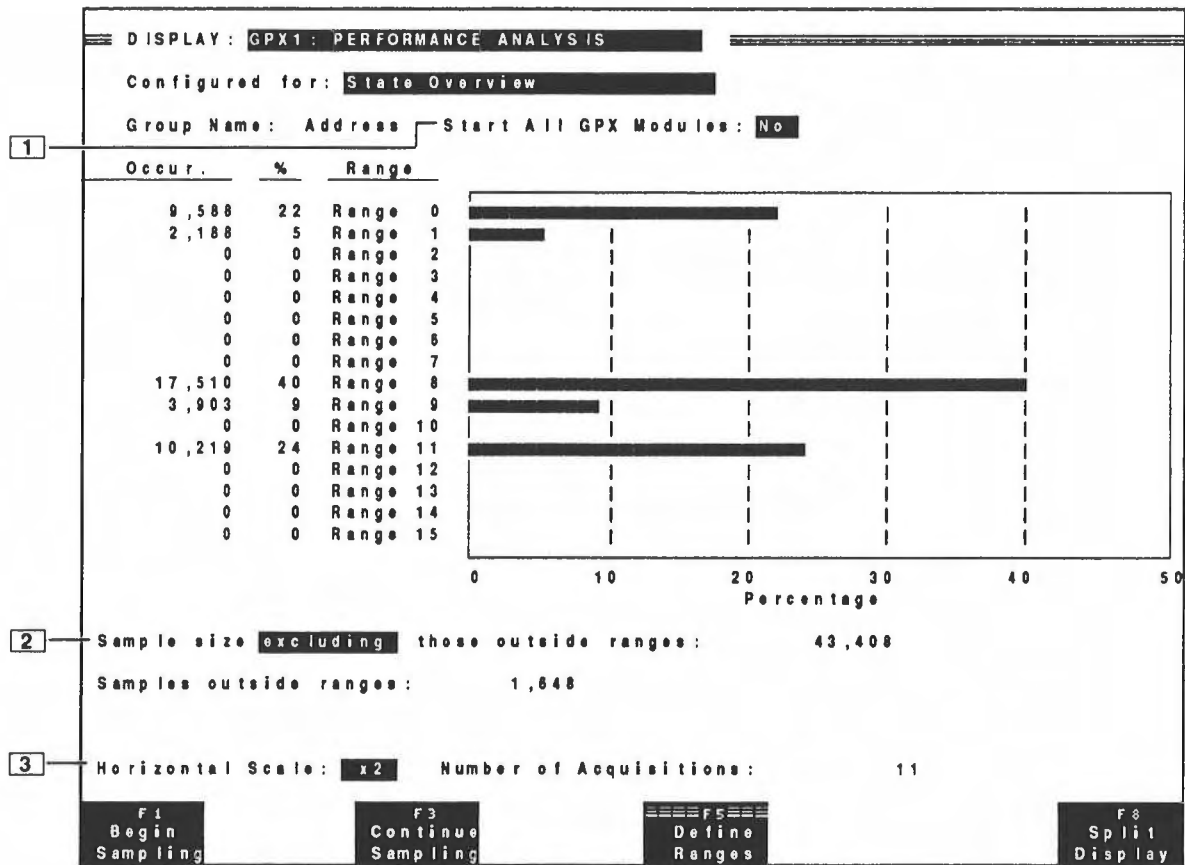 DISPLAY: GPX1: PERFORMANCE ANALYSIS
Configured for: State Overview
Group Name: Address Start All GPX Modules: No
1
Occur. % Range
9,588 22 Range 0
2,188 5 Range 1
0 0 Range 2
0 0 Range 3
0 0 Range 4
0 0 Range 5
0 0 Range 6
0 0 Range 7
17,510 40 Range 8
3,903 9 Range 9
0 0 Range 10
10,219 24 Range 11
0 0 Range 12
0 0 Range 13
0 0 Range 14
0 0 Range 15
0 10 20 30 40 50
Percentage
2 Sample size excluding those outside ranges: 43,408
Samples outside ranges: 1,648
3 Horizontal Scale: x2 Number of Acquisitions: 11
F1 F3 F5 F8
Begin Continue Define Split
Sampling Sampling Ranges Display